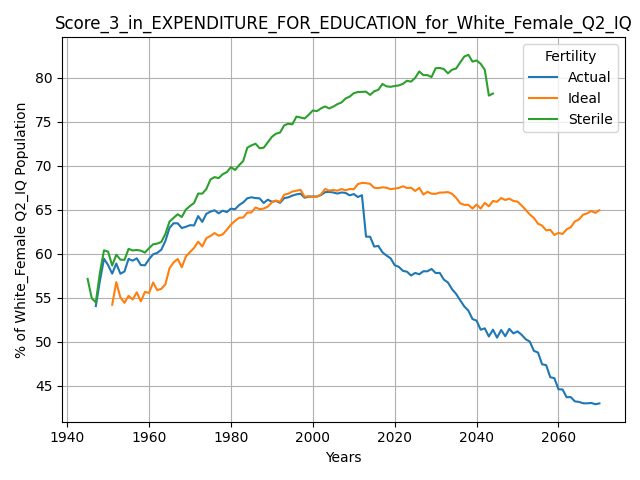 Score_3_in_EXPENDITURE_FOR_EDUCATION_for_White_Female_Q2_IQ
% of White_Female Q2_IQ Population
80
75
70
65
60
55
50
45
Fertility
Actual
Ideal
Sterile
1940 1960 1980 2000 2020 2040 2060
Years